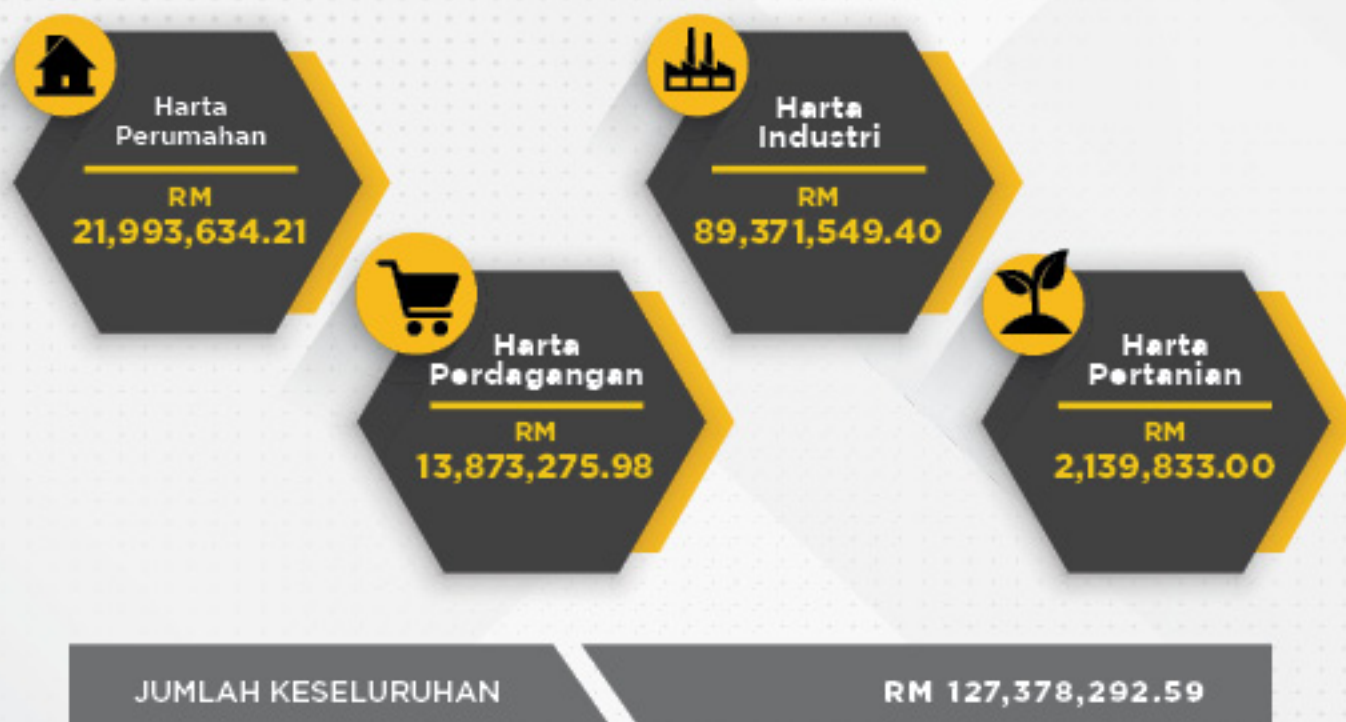 Harta
Perumahan
RM
21,993,634.21
Harta
Industri
RM
89,371,549.40
Harta
Perdagangan
RM
13,873,275.98
Harta
Pertanian
RM
2,139,833.00
JUMLAH KESELURUHAN
RM 127,378,292.59